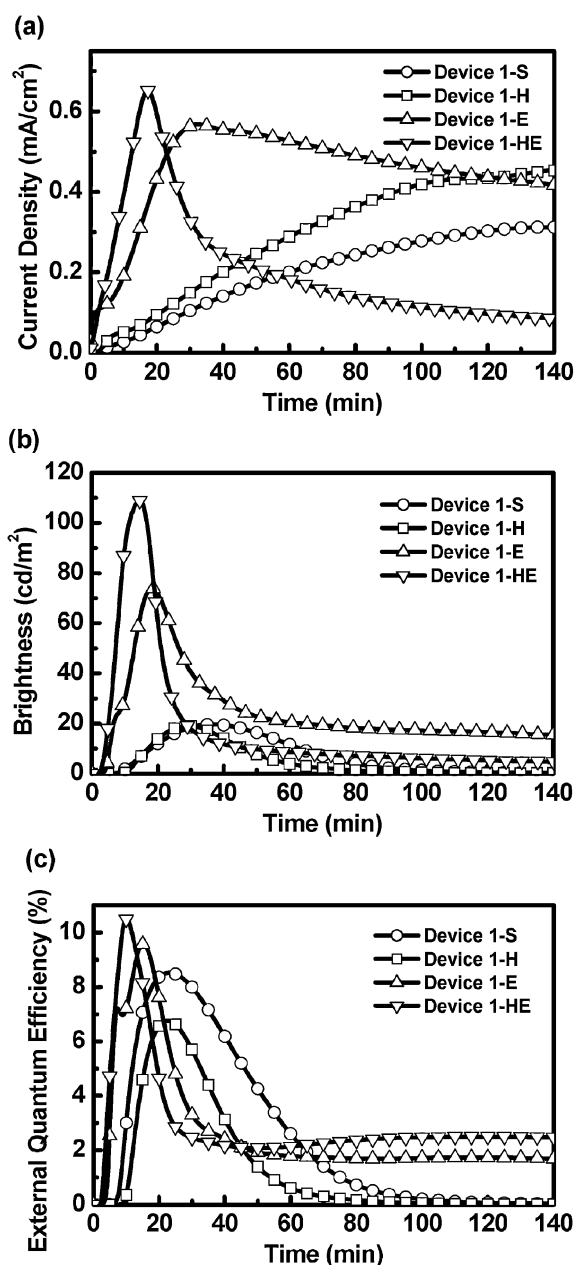 (a)
Current Density (mA/cm²)
0.6
0.4
0.2
0.0
Device 1-S
Device 1-H
Device 1-E
Device 1-HE
0 20 40 60 80 100 120 140
Time (min)
(b)
Brightness (cd/m²)
120
100
80
60
40
20
0
Device 1-S
Device 1-H
Device 1-E
Device 1-HE
0 20 40 60 80 100 120 140
Time (min)
(c)
External Quantum Efficiency (%)
10
8
6
4
2
0
Device 1-S
Device 1-H
Device 1-E
Device 1-HE
0 20 40 60 80 100 120 140
Time (min)